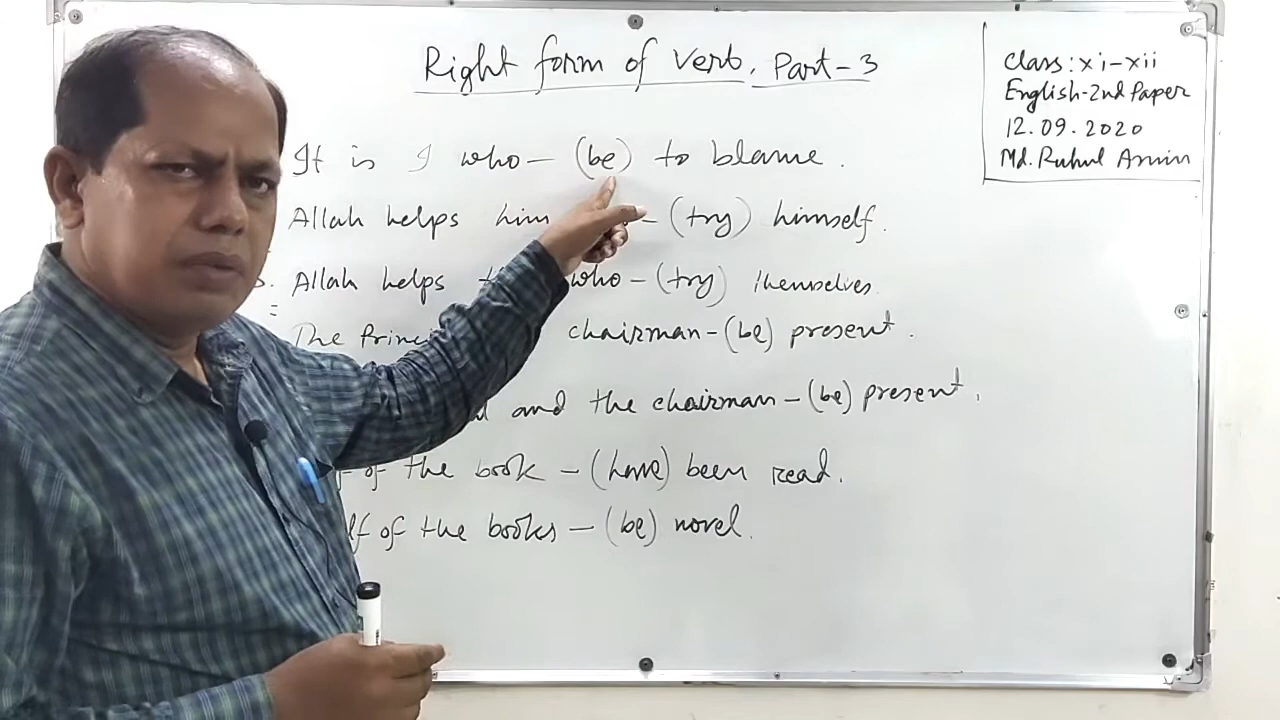 Right form of verb, Part-3
Class: xi-xii
English-2nd Paper
12.09.2020
Md. Ruhul Amin
It is I who — (be) to blame.
Allah helps him — (try) himself.
Allah helps who — (try) themselves.
The chairman — (be) present.
and the chairman — (be) present.
of the book — (have) been read.
of the books — (be) novel.